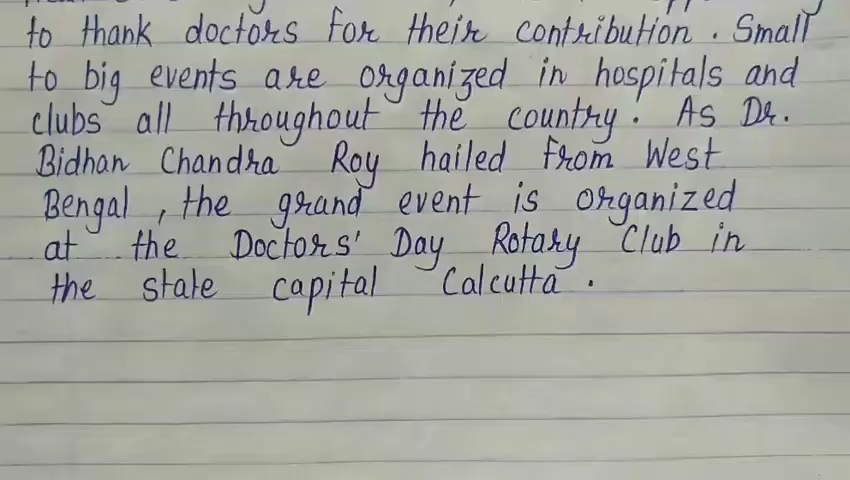 to thank doctors for their contribution. Small
to big events are organized in hospitals and
clubs all throughout the country. As Dr.
Bidhan Chandra Roy hailed from West
Bengal, the grand event is organized
at the Doctors' Day Rotary Club in
the state capital Calcutta.